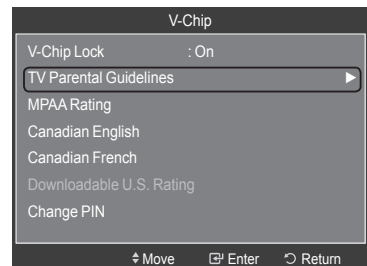 V-Chip
V-Chip Lock : On
TV Parental Guidelines
MPAA Rating
Canadian English
Canadian French
Downloadable U.S. Rating
Change PIN
Move Enter Return